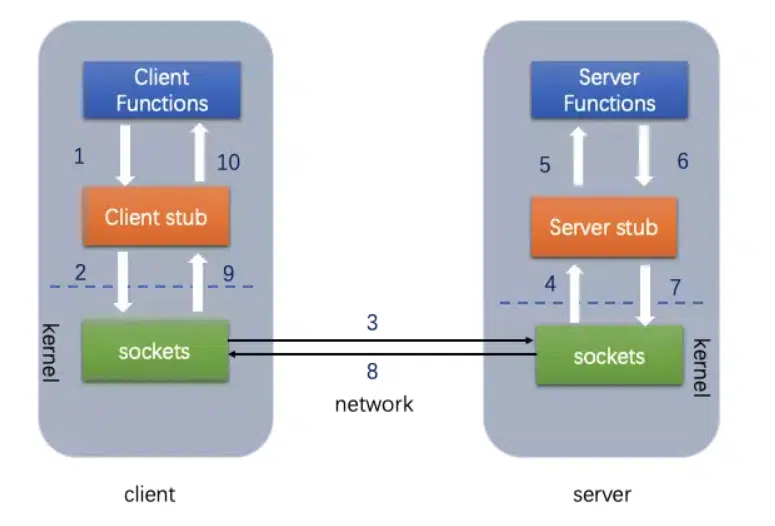 Client
Functions
Server
Functions
1
10
5
6
Client stub
Server stub
2
9
4
7
kernel
sockets
3
sockets
kernel
8
network
client
server